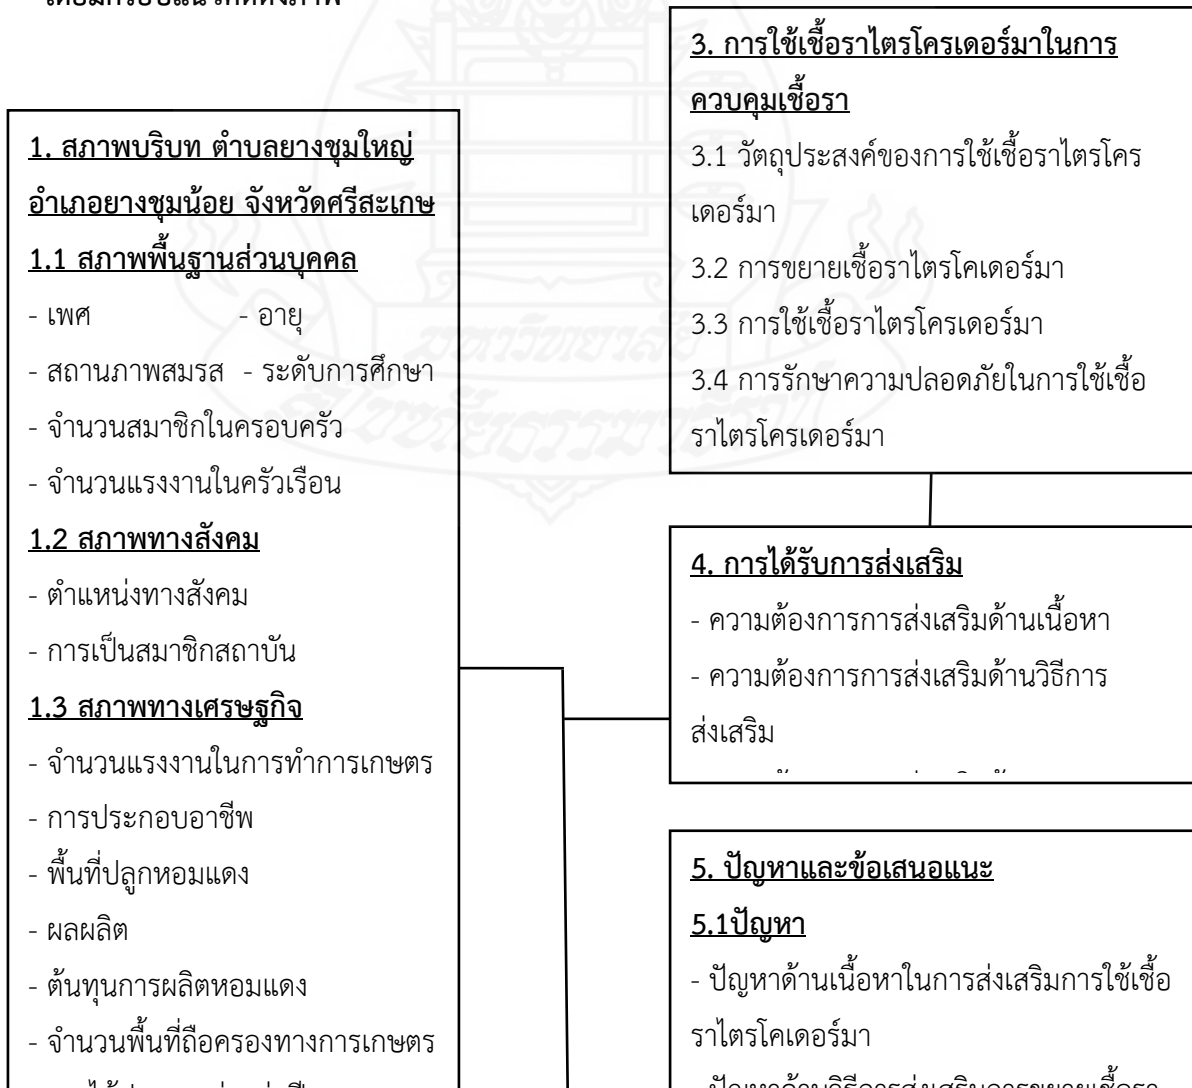 1. สภาพบริบท ตำบลยางชุมใหญ่
อำเภอยางชุมน้อย จังหวัดศรีสะเกษ
1.1 สภาพพื้นฐานส่วนบุคคล
- เพศ - อายุ
- สถานภาพสมรส - ระดับการศึกษา
- จำนวนสมาชิกในครอบครัว
- จำนวนแรงงานในครัวเรือน
1.2 สภาพทางสังคม
- ตำแหน่งทางสังคม
- การเป็นสมาชิกสถาบัน
1.3 สภาพทางเศรษฐกิจ
- จำนวนแรงงานในการทำการเกษตร
- การประกอบอาชีพ
- พื้นที่ปลูกหอมแดง
- ผลผลิต
- ต้นทุนการผลิตหอมแดง
- จำนวนพื้นที่ถือครองทางการเกษตร
3. การใช้เชื้อราไตรโครเดอร์มาในการ
ควบคุมเชื้อรา
3.1 วัตถุประสงค์ของการใช้เชื้อราไตรโคร
เดอร์มา
3.2 การขยายเชื้อราไตรโคเดอร์มา
3.3 การใช้เชื้อราไตรโครเดอร์มา
3.4 การรักษาความปลอดภัยในการใช้เชื้อ
ราไตรโครเดอร์มา
4. การได้รับการส่งเสริม
- ความต้องการการส่งเสริมด้านเนื้อหา
- ความต้องการการส่งเสริมด้านวิธีการ
ส่งเสริม
5. ปัญหาและข้อเสนอแนะ
5.1ปัญหา
- ปัญหาด้านเนื้อหาในการส่งเสริมการใช้เชื้อ
ราไตรโคเดอร์มา
- ปัญหาด้านวิธีการส่งเสริมการขยายเชื้อรา